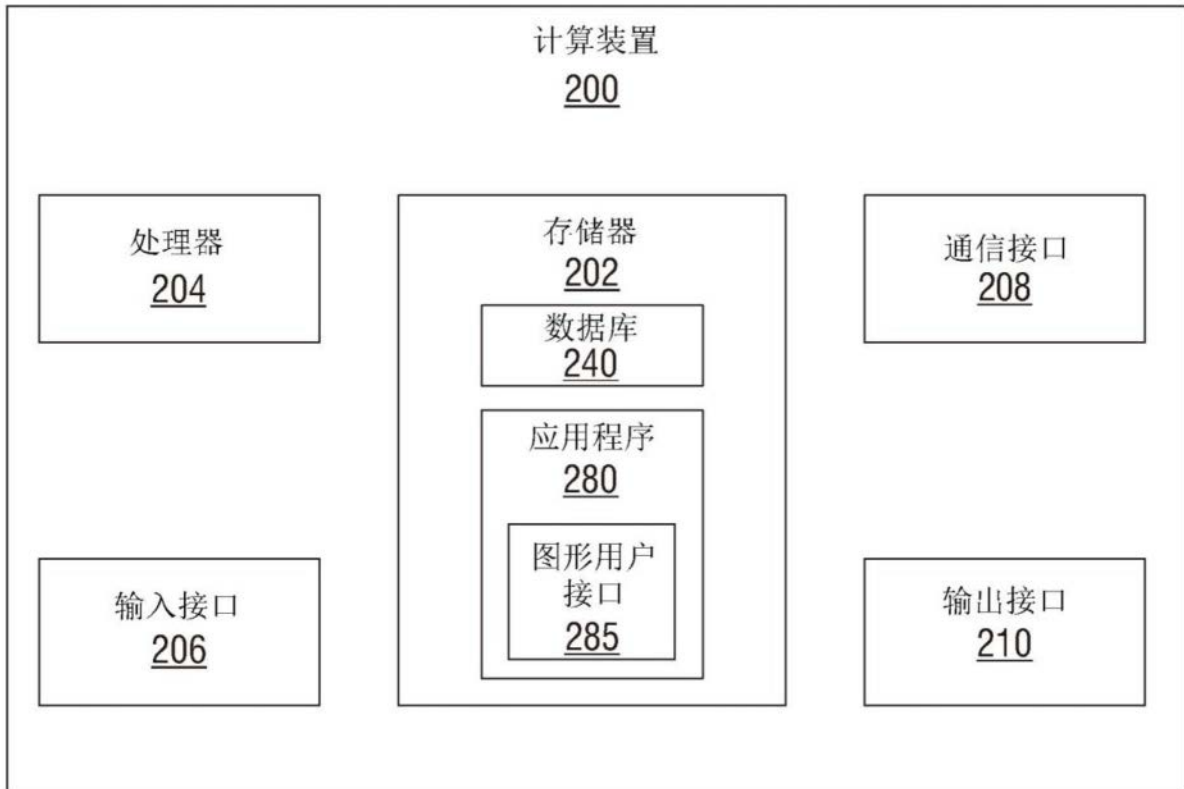 计算装置
200
处理器
204
存储器
202
通信接口
208
数据库
240
应用程序
280
图形用户
接口
285
输入接口
206
输出接口
210